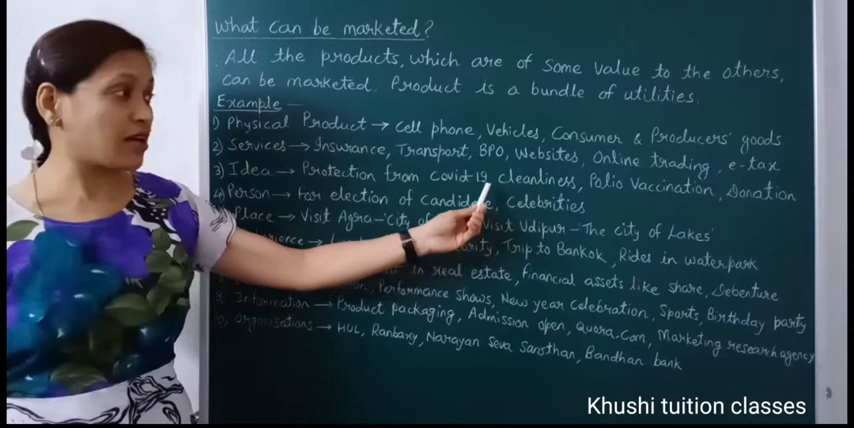 What can be marketed?
All the products, which are of some value to the others,
can be marketed. Product is a bundle of utilities.
Example —
1) Physical Product → Cell phone, Vehicles, Consumer & Producers' goods
2) Services → Insurance, Transport, BPO, Websites, Online trading, e-tax
3) Idea → Protection from Covid-19, cleanliness, Polio Vaccination, Donation
4) Person → For election of candidate, Celebrities
Place → Visit Agra - 'City of Visit Udipur - The city of Lakes'
→ Trip to Bankok, Rides in water park
in real estate, financial assets like share, Debenture
Performance shows, New year celebration, Sports, Birthday party
9) Information → Product packaging, Admission open, Quora.Com, Marketing research agency
10) Organisations → HUL, Ranbaxy, Narayan Seva Sansthan, Bandhan bank
Khushi tuition classes